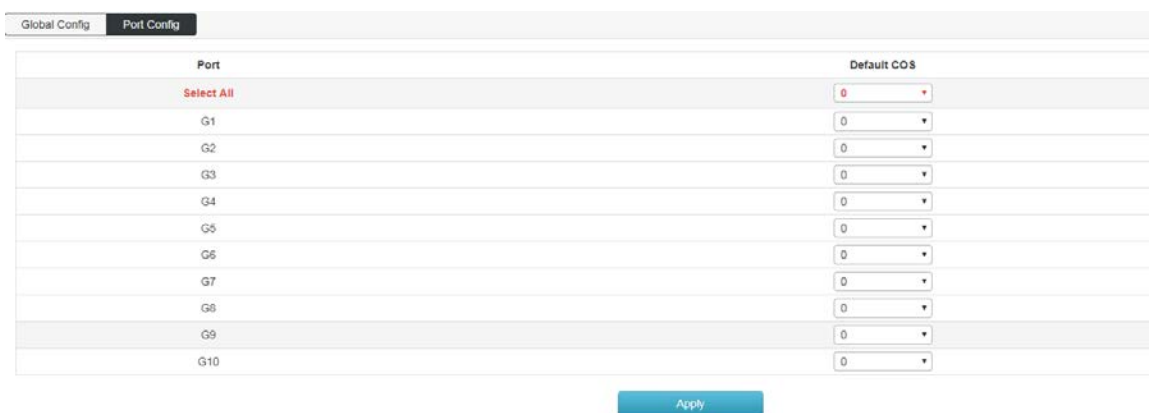 Global Config Port Config
Port Default COS
Select All 0
G1 0
G2 0
G3 0
G4 0
G5 0
G6 0
G7 0
G8 0
G9 0
G10 0
Apply